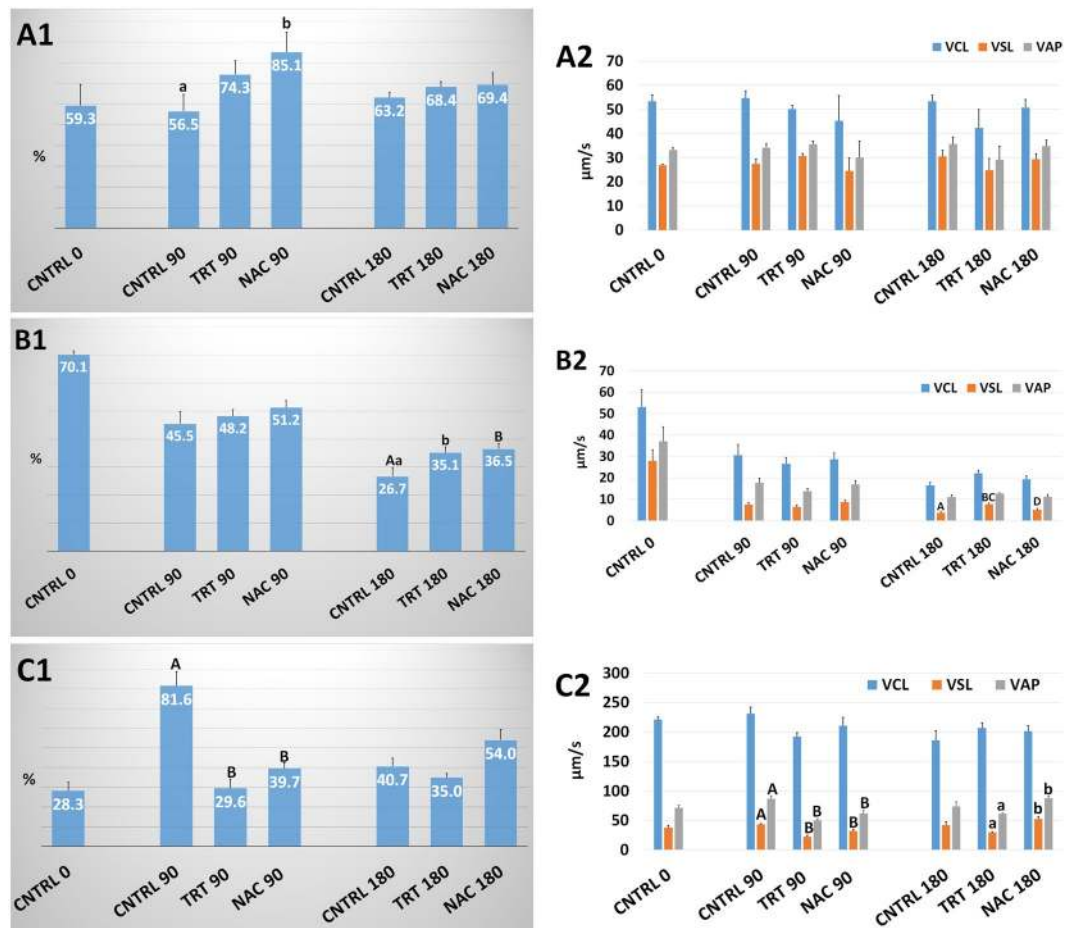 A1
b
85.1
74.3
a
59.3
56.5
63.2
68.4
69.4
%
CNTRL 0
CNTRL 90
TRT 90
NAC 90
CNTRL 180
TRT 180
NAC 180
A2
VCL VSL VAP
70
60
50
40
30
20
10
0
µm/s
CNTRL 0
CNTRL 90
TRT 90
NAC 90
CNTRL 180
TRT 180
NAC 180
B1
70.1
45.5
48.2
51.2
Aa
26.7
b
35.1
B
36.5
%
CNTRL 0
CNTRL 90
TRT 90
NAC 90
CNTRL 180
TRT 180
NAC 180
B2
VCL VSL VAP
70
60
50
40
30
20
10
0
µm/s
A
BC
D
CNTRL 0
CNTRL 90
TRT 90
NAC 90
CNTRL 180
TRT 180
NAC 180
C1
A
81.6
B
29.6
B
39.7
28.3
40.7
35.0
54.0
%
CNTRL 0
CNTRL 90
TRT 90
NAC 90
CNTRL 180
TRT 180
NAC 180
C2
VCL VSL VAP
300
250
200
150
100
50
0
µm/s
A
A
B
B
B
B
a
a
b
b
CNTRL 0
CNTRL 90
TRT 90
NAC 90
CNTRL 180
TRT 180
NAC 180